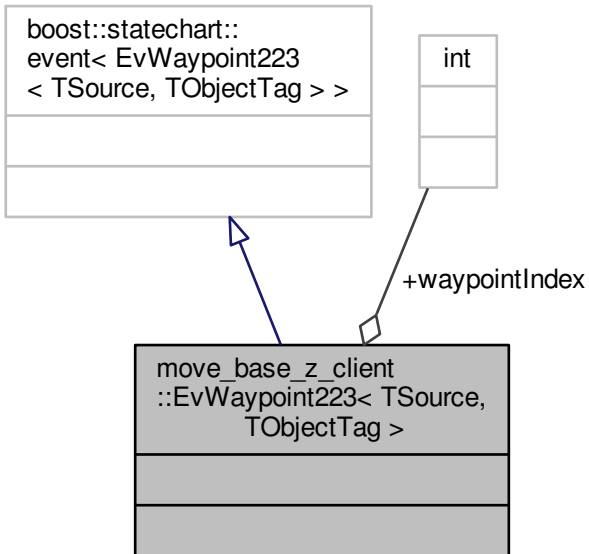 boost::statechart::
event< EvWaypoint223
< TSource, TObjectTag > >
int
+waypointIndex
move_base_z_client
::EvWaypoint223< TSource,
TObjectTag >